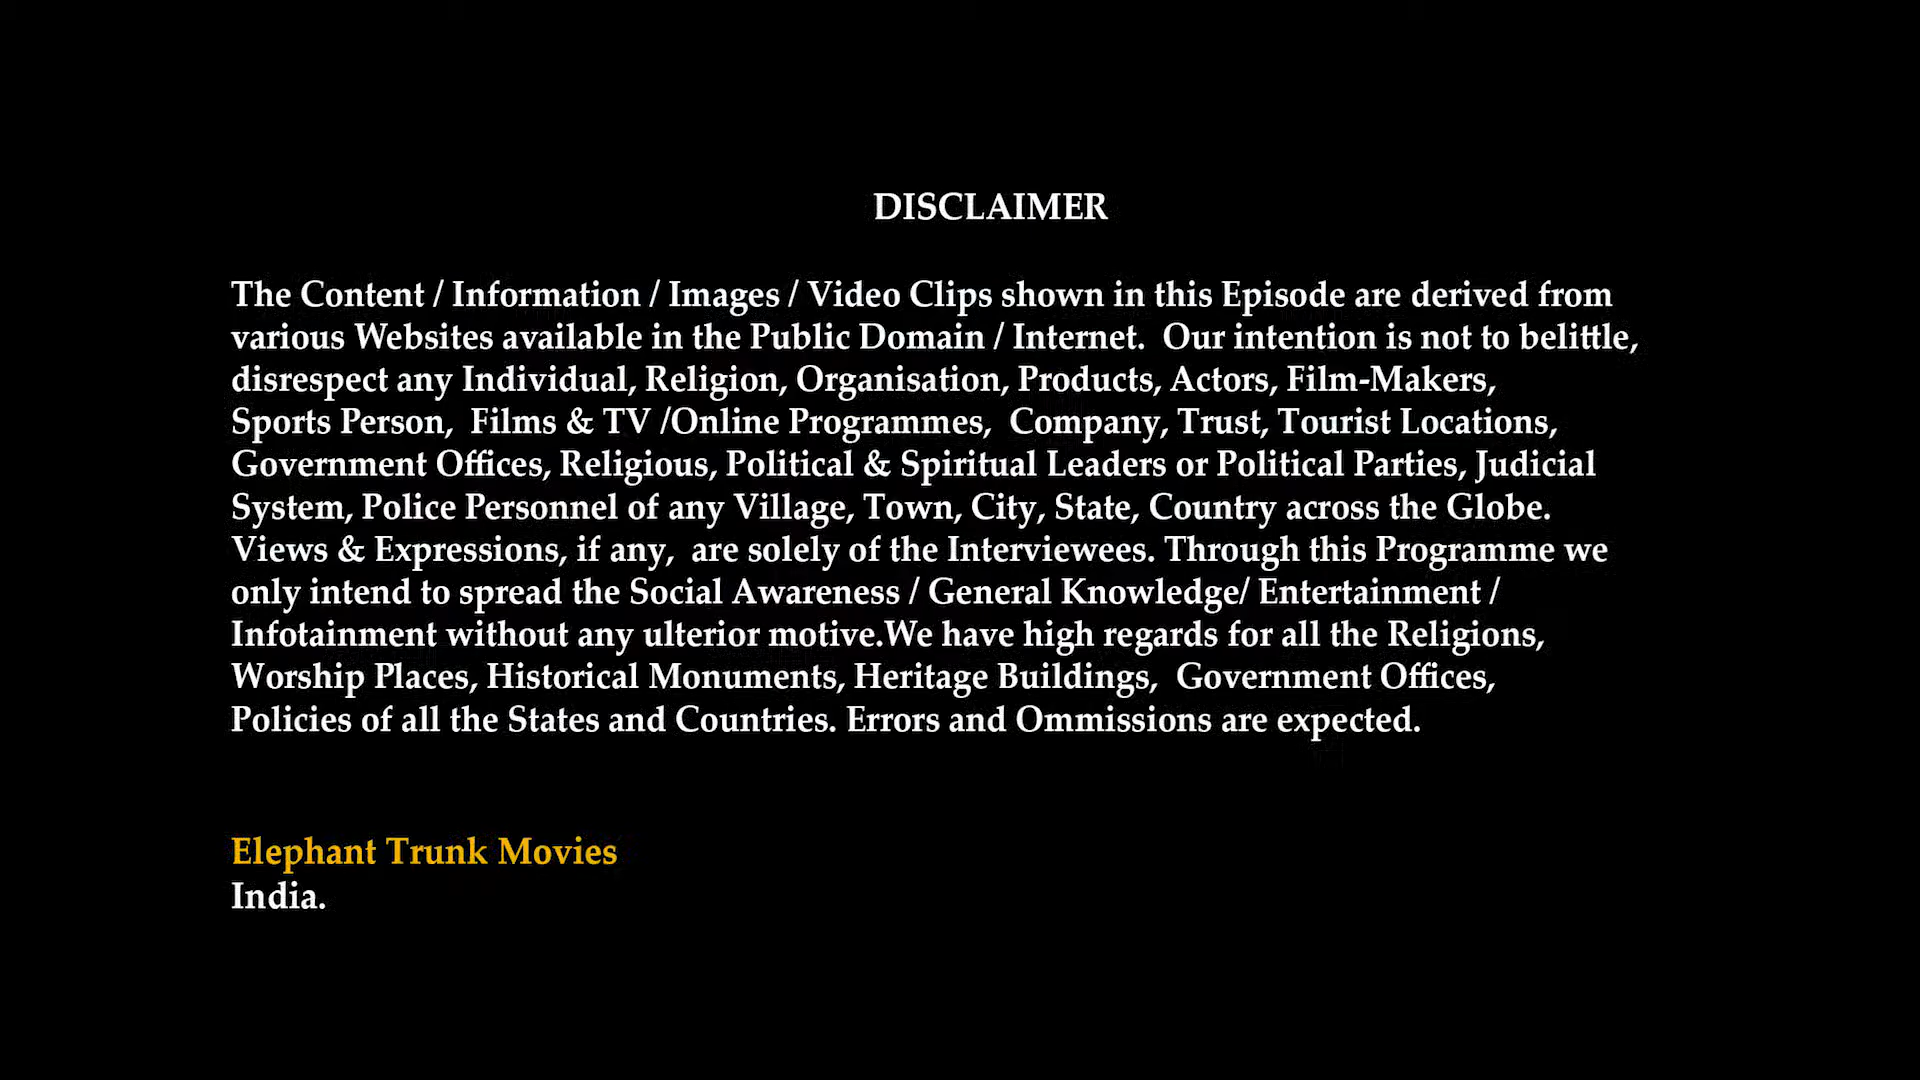 DISCLAIMER
The Content / Information / Images / Video Clips shown in this Episode are derived from
various Websites available in the Public Domain / Internet.  Our intention is not to belittle,
disrespect any Individual, Religion, Organisation, Products, Actors, Film-Makers,
Sports Person,  Films & TV /Online Programmes,  Company, Trust, Tourist Locations,
Government Offices, Religious, Political & Spiritual Leaders or Political Parties, Judicial
System, Police Personnel of any Village, Town, City, State, Country across the Globe.
Views & Expressions, if any,  are solely of the Interviewees. Through this Programme we
only intend to spread the Social Awareness / General Knowledge/ Entertainment /
Infotainment without any ulterior motive.We have high regards for all the Religions,
Worship Places, Historical Monuments, Heritage Buildings,  Government Offices,
Policies of all the States and Countries. Errors and Ommissions are expected.
Elephant Trunk Movies
India.